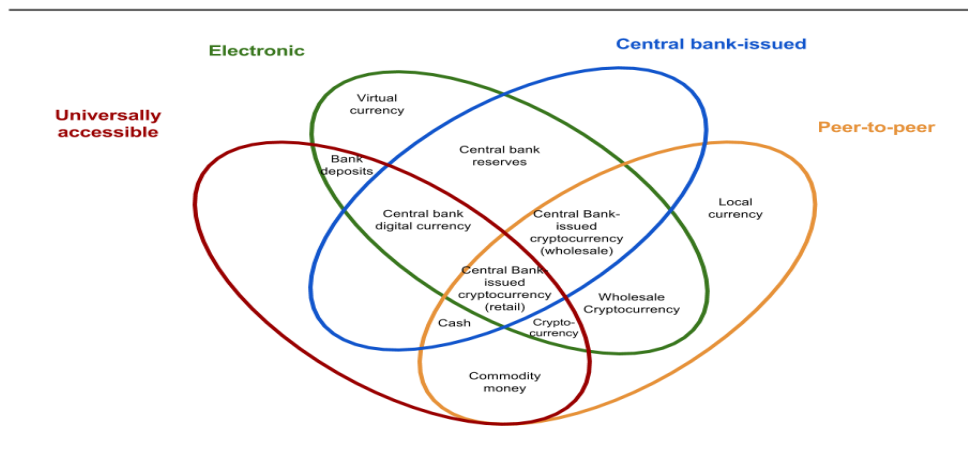 Electronic
Central bank-issued
Universally
accessible
Peer-to-peer
Virtual
currency
Bank
deposits
Central bank
reserves
Local
currency
Central bank
digital currency
Central Bank-
issued
cryptocurrency
(wholesale)
Central Bank-
issued
cryptocurrency
(retail)
Wholesale
Cryptocurrency
Cash
Crypto-
currency
Commodity
money